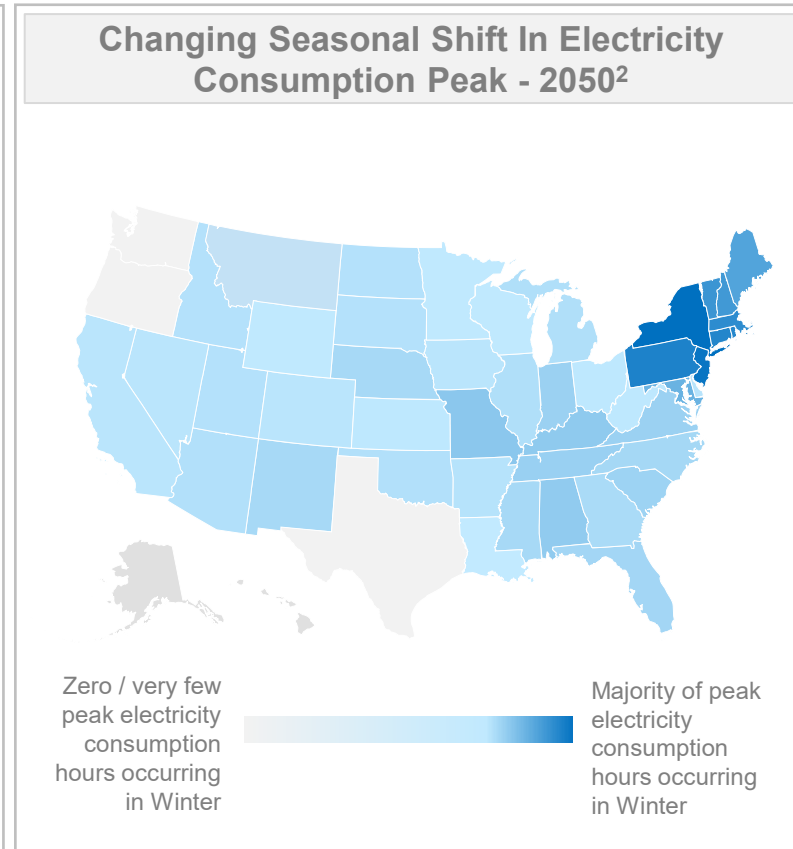 Changing Seasonal Shift In Electricity
Consumption Peak - 2050²
Zero / very few
peak electricity
consumption
hours occurring
in Winter
Majority of peak
electricity
consumption
hours occurring
in Winter